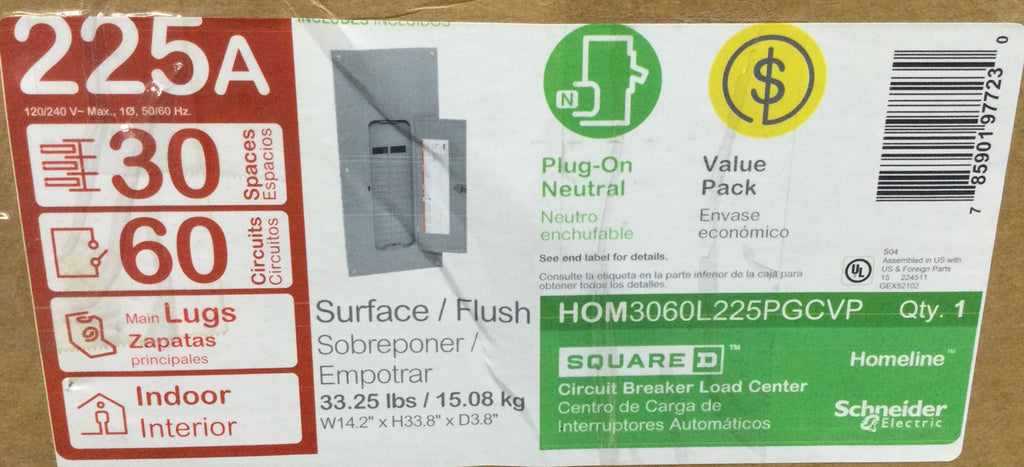 INCLUDES INCLUIDOS
225A
120/240 V~ Max., 1Ø, 50/60 Hz.
30 Spaces
Espacios
60 Circuits
Circuitos
Main Lugs
Zapatas
principales
Indoor
Interior
Surface / Flush
Sobreponer /
Empotrar
33.25 lbs / 15.08 kg
W14.2" x H33.8" x D3.8"
N
Plug-On
Neutral
Neutro
enchufable
$
Value
Pack
Envase
económico
See end label for details.
Consulte la etiqueta en la parte inferior de la caja para
obtener todos los detalles.
7 85901 97723 0
UL
S04
Assembled in US with
US & Foreign Parts
15 224511
GEX52102
HOM3060L225PGCVP Qty. 1
SQUARE D™
Homeline™
Circuit Breaker Load Center
Centro de Carga de
Interruptores Automáticos
Schneider
Electric